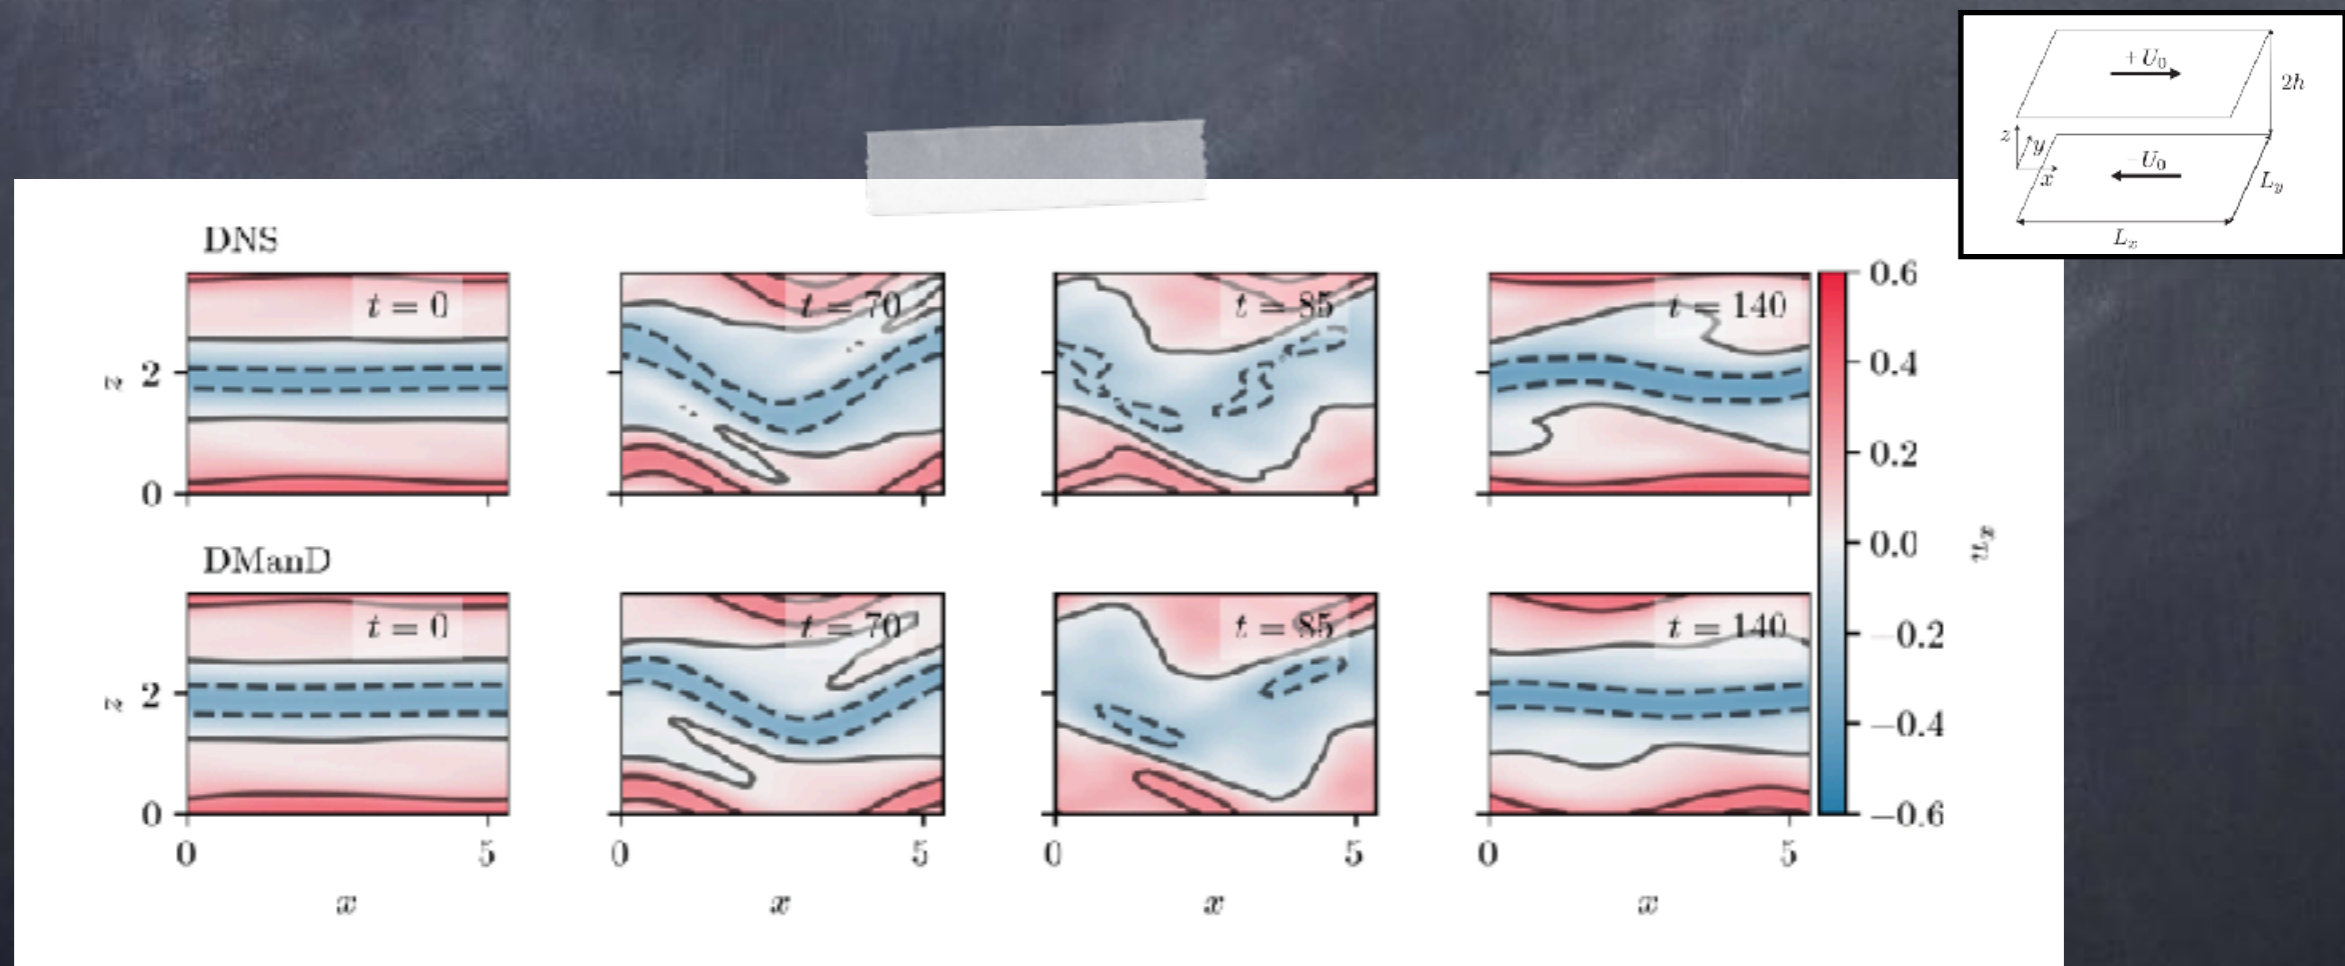 +U₀
2h
z
y
x
−U₀
L_y
L_x
DNS
t = 0
t = 70
t = 85
t = 140
z
2
0
0.6
0.4
0.2
0.0
−0.2
−0.4
−0.6
u_x
DManD
t = 0
t = 70
t = 85
t = 140
z
2
0
0 5
0 5
0 5
0 5
x
x
x
x